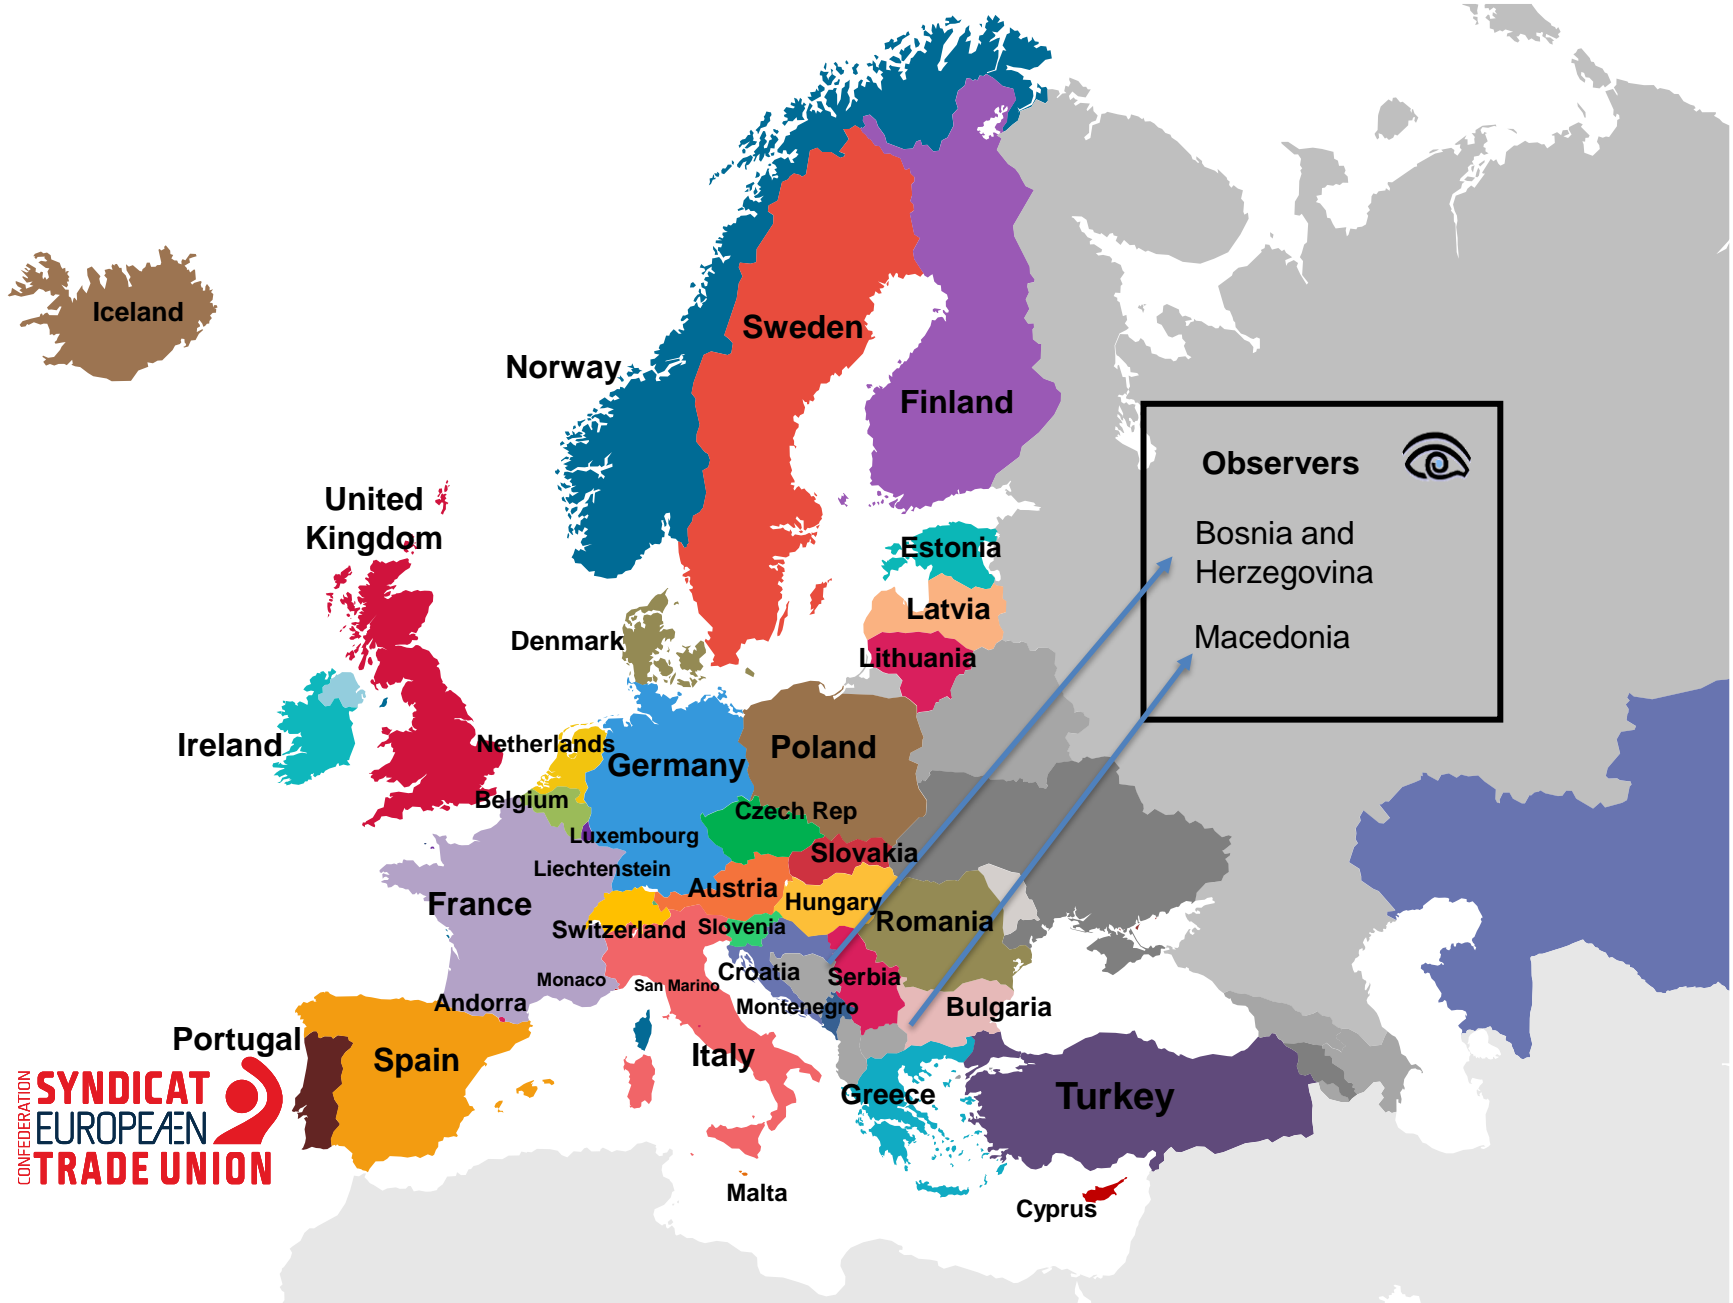 Iceland
Norway
Sweden
Finland
Observers
Bosnia and
Herzegovina
Macedonia
United
Kingdom
Estonia
Latvia
Lithuania
Denmark
Ireland
Netherlands
Germany
Poland
Belgium
Czech Rep
Luxembourg
Slovakia
Liechtenstein
Austria
Hungary
France
Romania
Switzerland
Slovenia
Croatia
Serbia
Monaco
San Marino
Andorra
Montenegro
Bulgaria
Portugal
Spain
Italy
Greece
Turkey
Malta
Cyprus
CONFEDERATION
SYNDICAT
EUROPEÆN
TRADE UNION